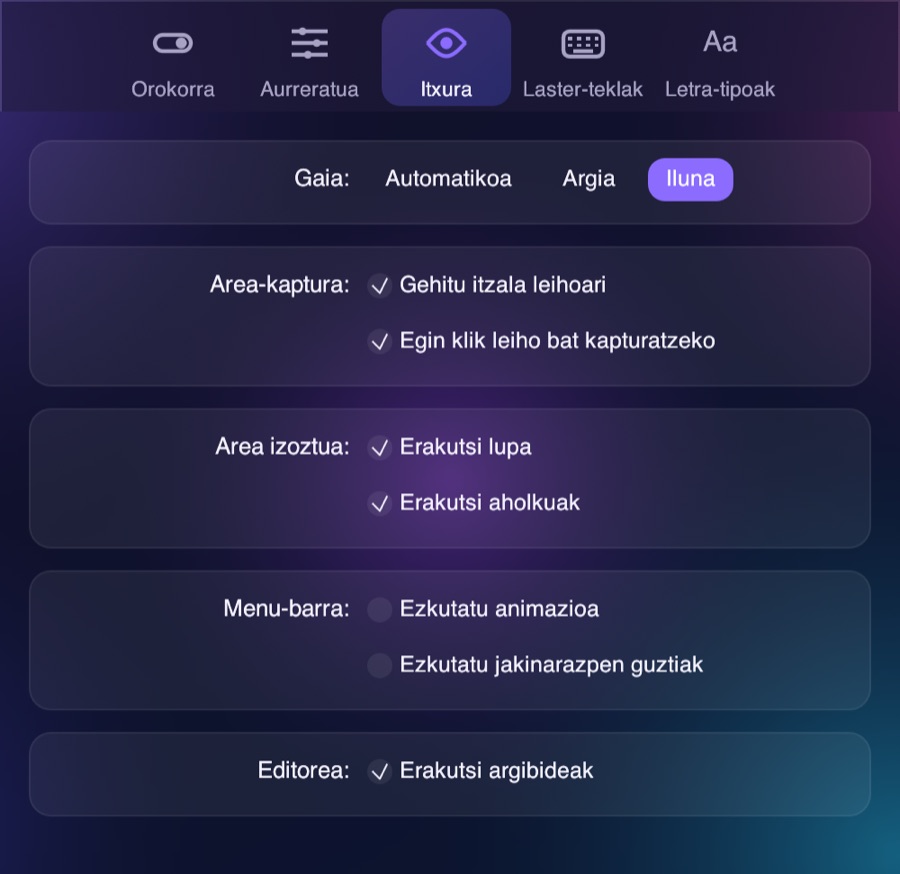 Orokorra Aurreratua Itxura Laster-teklak Aa Letra-tipoak
Gaia: Automatikoa Argia Iluna
Area-kaptura: Gehitu itzala leihoari
Egin klik leiho bat kapturatzeko
Area izoztua: Erakutsi lupa
Erakutsi aholkuak
Menu-barra: Ezkutatu animazioa
Ezkutatu jakinarazpen guztiak
Editorea: Erakutsi argibideak